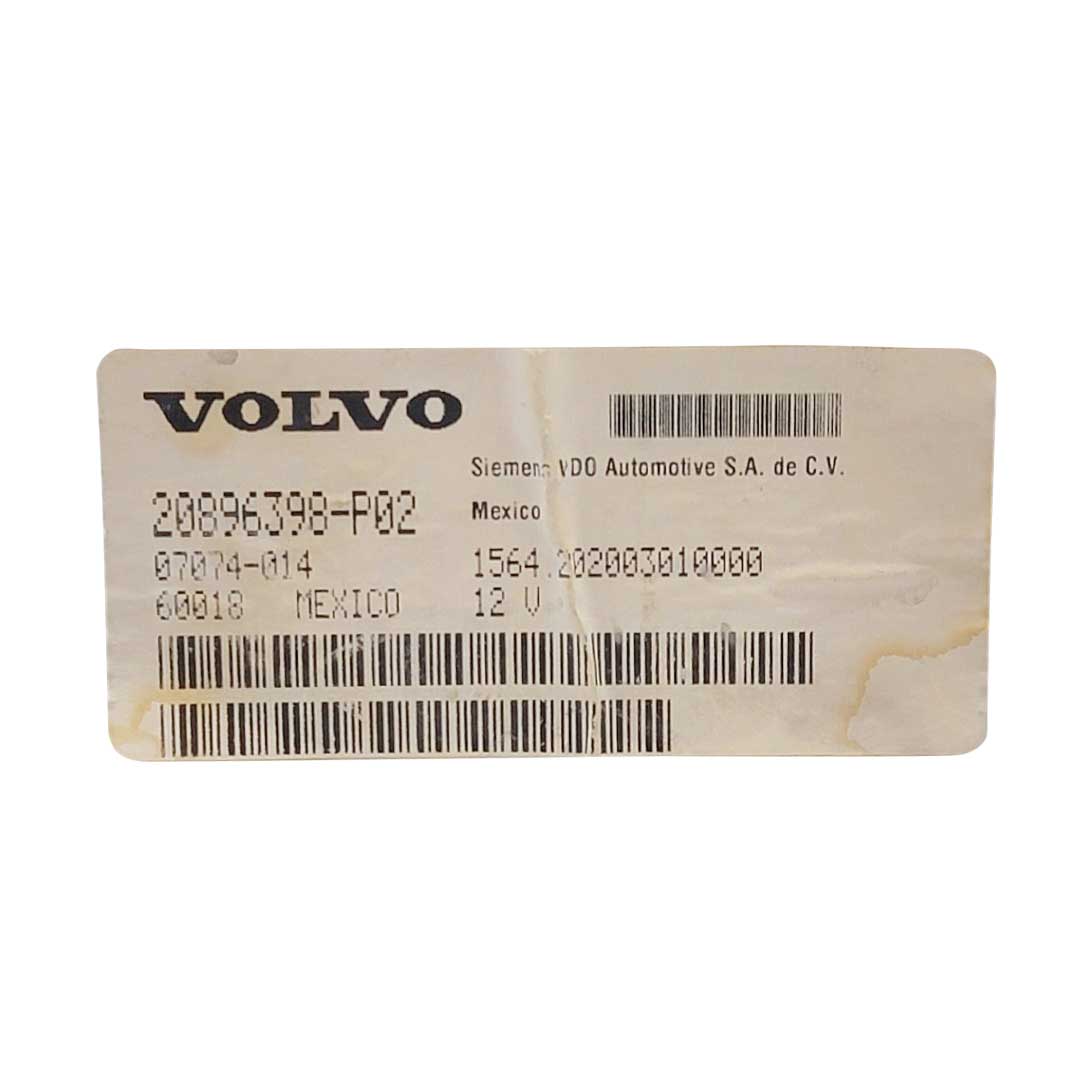 VOLVO
Siemens VDO Automotive S.A. de C.V.
20896398-P02
Mexico
07074-014
1564.202003010000
60018 MEXICO
12 V